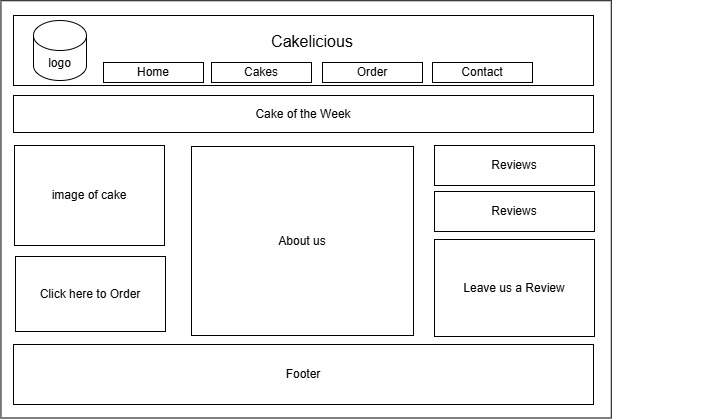 Cakelicious
logo
Home
Cakes
Order
Contact
Cake of the Week
image of cake
About us
Reviews
Reviews
Click here to Order
Leave us a Review
Footer